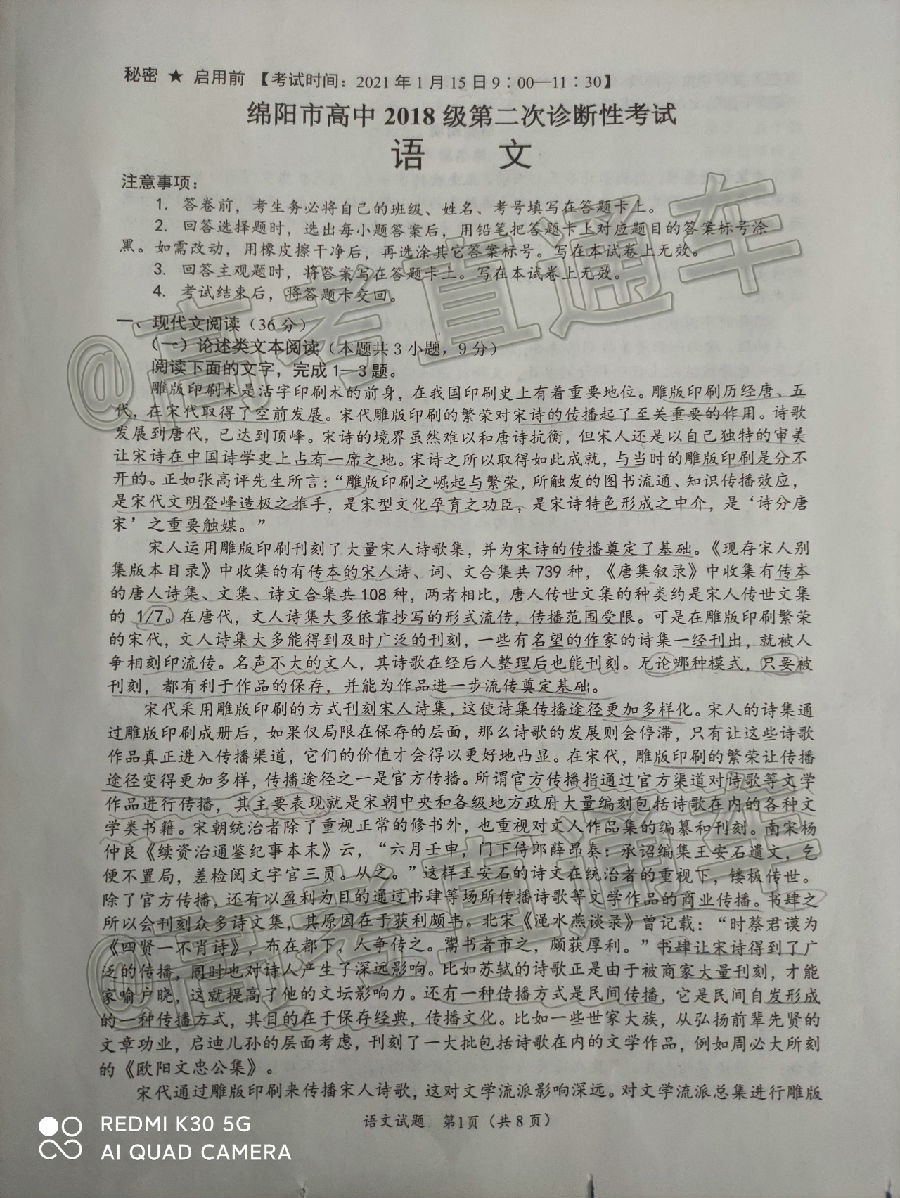 秘密 ★ 启用前 【考试时间：2021年1月15日9：00—11：30】
绵阳市高中2018级第二次诊断性考试
语 文
注意事项：
1. 答卷前，考生务必将自己的班级、姓名、考号填写在答题卡上。
2. 回答选择题时，选出每小题答案后，用铅笔把答题卡上对应题目的答案标号涂
黑。如需改动，用橡皮擦干净后，再选涂其它答案标号。写在本试卷上无效。
3. 回答主观题时，将答案写在答题卡上。写在本试卷上无效。
4. 考试结束后，将答题卡交回。
一、现代文阅读（36分）
（一）论述类文本阅读（本题共3小题，9分）
阅读下面的文字，完成1—3题。
雕版印刷术是活字印刷术的前身，在我国印刷史上有着重要地位。雕版印刷历经唐、五
代，在宋代取得了空前发展。宋代雕版印刷的繁荣对宋诗的传播起了至关重要的作用。诗歌
发展到唐代，已达到顶峰。宋诗的境界虽然难以和唐诗抗衡，但宋人还是以自己独特的审美
让宋诗在中国诗学史上占有一席之地。宋诗之所以取得如此成就，与当时的雕版印刷是分不
开的。正如张高评先生所言：“雕版印刷之崛起与繁荣，所触发的图书流通、知识传播效应，
是宋代文明登峰造极之推手，是宋型文化孕育之功臣，是宋诗特色形成之中介，是‘诗分唐
宋’之重要触媒。”
宋人运用雕版印刷刊刻了大量宋人诗歌集，并为宋诗的传播奠定了基础。《现存宋人别
集版本目录》中收集的有传本的宋人诗、词、文合集共739种，《唐集叙录》中收集有传本
的唐人诗集、文集、诗文合集共108种，两者相比，唐人传世文集的种类约是宋人传世文集
的1/7。在唐代，文人诗集大多依靠抄写的形式流传，传播范围受限。可是在雕版印刷繁荣
的宋代，文人诗集大多能得到及时广泛的刊刻，一些有名望的作家的诗集一经刊出，就被人
争相刻印流传。名声不大的文人，其诗歌在经后人整理后也能刊刻。无论哪种模式，只要被
刊刻，都有利于作品的保存，并能为作品进一步流传奠定基础。
宋代采用雕版印刷的方式刊刻宋人诗集，这使诗集传播途径更加多样化。宋人的诗集通
过雕版印刷成册后，如果仅局限在保存的层面，那么诗歌的发展则会停滞，只有让这些诗歌
作品真正进入传播渠道，它们的价值才会得以更好地凸显。在宋代，雕版印刷的繁荣让传播
途径变得更加多样，传播途径之一是官方传播。所谓官方传播指通过官方渠道对诗歌等文学
作品进行传播，其主要表现就是宋朝中央和各级地方政府大量编刻包括诗歌在内的各种文
学类书籍。宋朝统治者除了重视正常的修书外，也重视对文人作品集的编纂和刊刻。南宋杨
仲良《续资治通鉴纪事本末》云，“六月壬申，门下侍郎薛昂奏：承诏编集王安石遗文，乞
便不置局，差检阅文字官三员。从之。”这样王安石的诗文在统治者的重视下，镂板传世。
除了官方传播，还有以盈利为目的通过书肆等场所传播诗歌等文学作品的商业传播。书肆之
所以会刊刻众多诗文集，其原因在于获利颇丰。北宋《渑水燕谈录》曾记载：“时蔡君谟为
《四贤一不肖诗》，布在都下，人争传之。鬻书者市之，颇获厚利。”书肆让宋诗得到了广
泛的传播，同时也对诗人产生了深远影响。比如苏轼的诗歌正是由于被商家大量刊刻，才能
家喻户晓，这就提高了他的文坛影响力。还有一种传播方式是民间传播，它是民间自发形成
的一种传播方式，其目的在于保存经典，传播文化。比如一些世家大族，从弘扬前辈先贤的
文章功业，启迪儿孙的层面考虑，刊刻了一大批包括诗歌在内的文学作品，例如周必大所刻
的《欧阳文忠公集》。
宋代通过雕版印刷来传播宋人诗歌，这对文学流派影响深远。对文学流派总集进行雕版
语文试题 第1页（共8页）
@高考直通车
@高考直通车
REDMI K30 5G
AI QUAD CAMERA